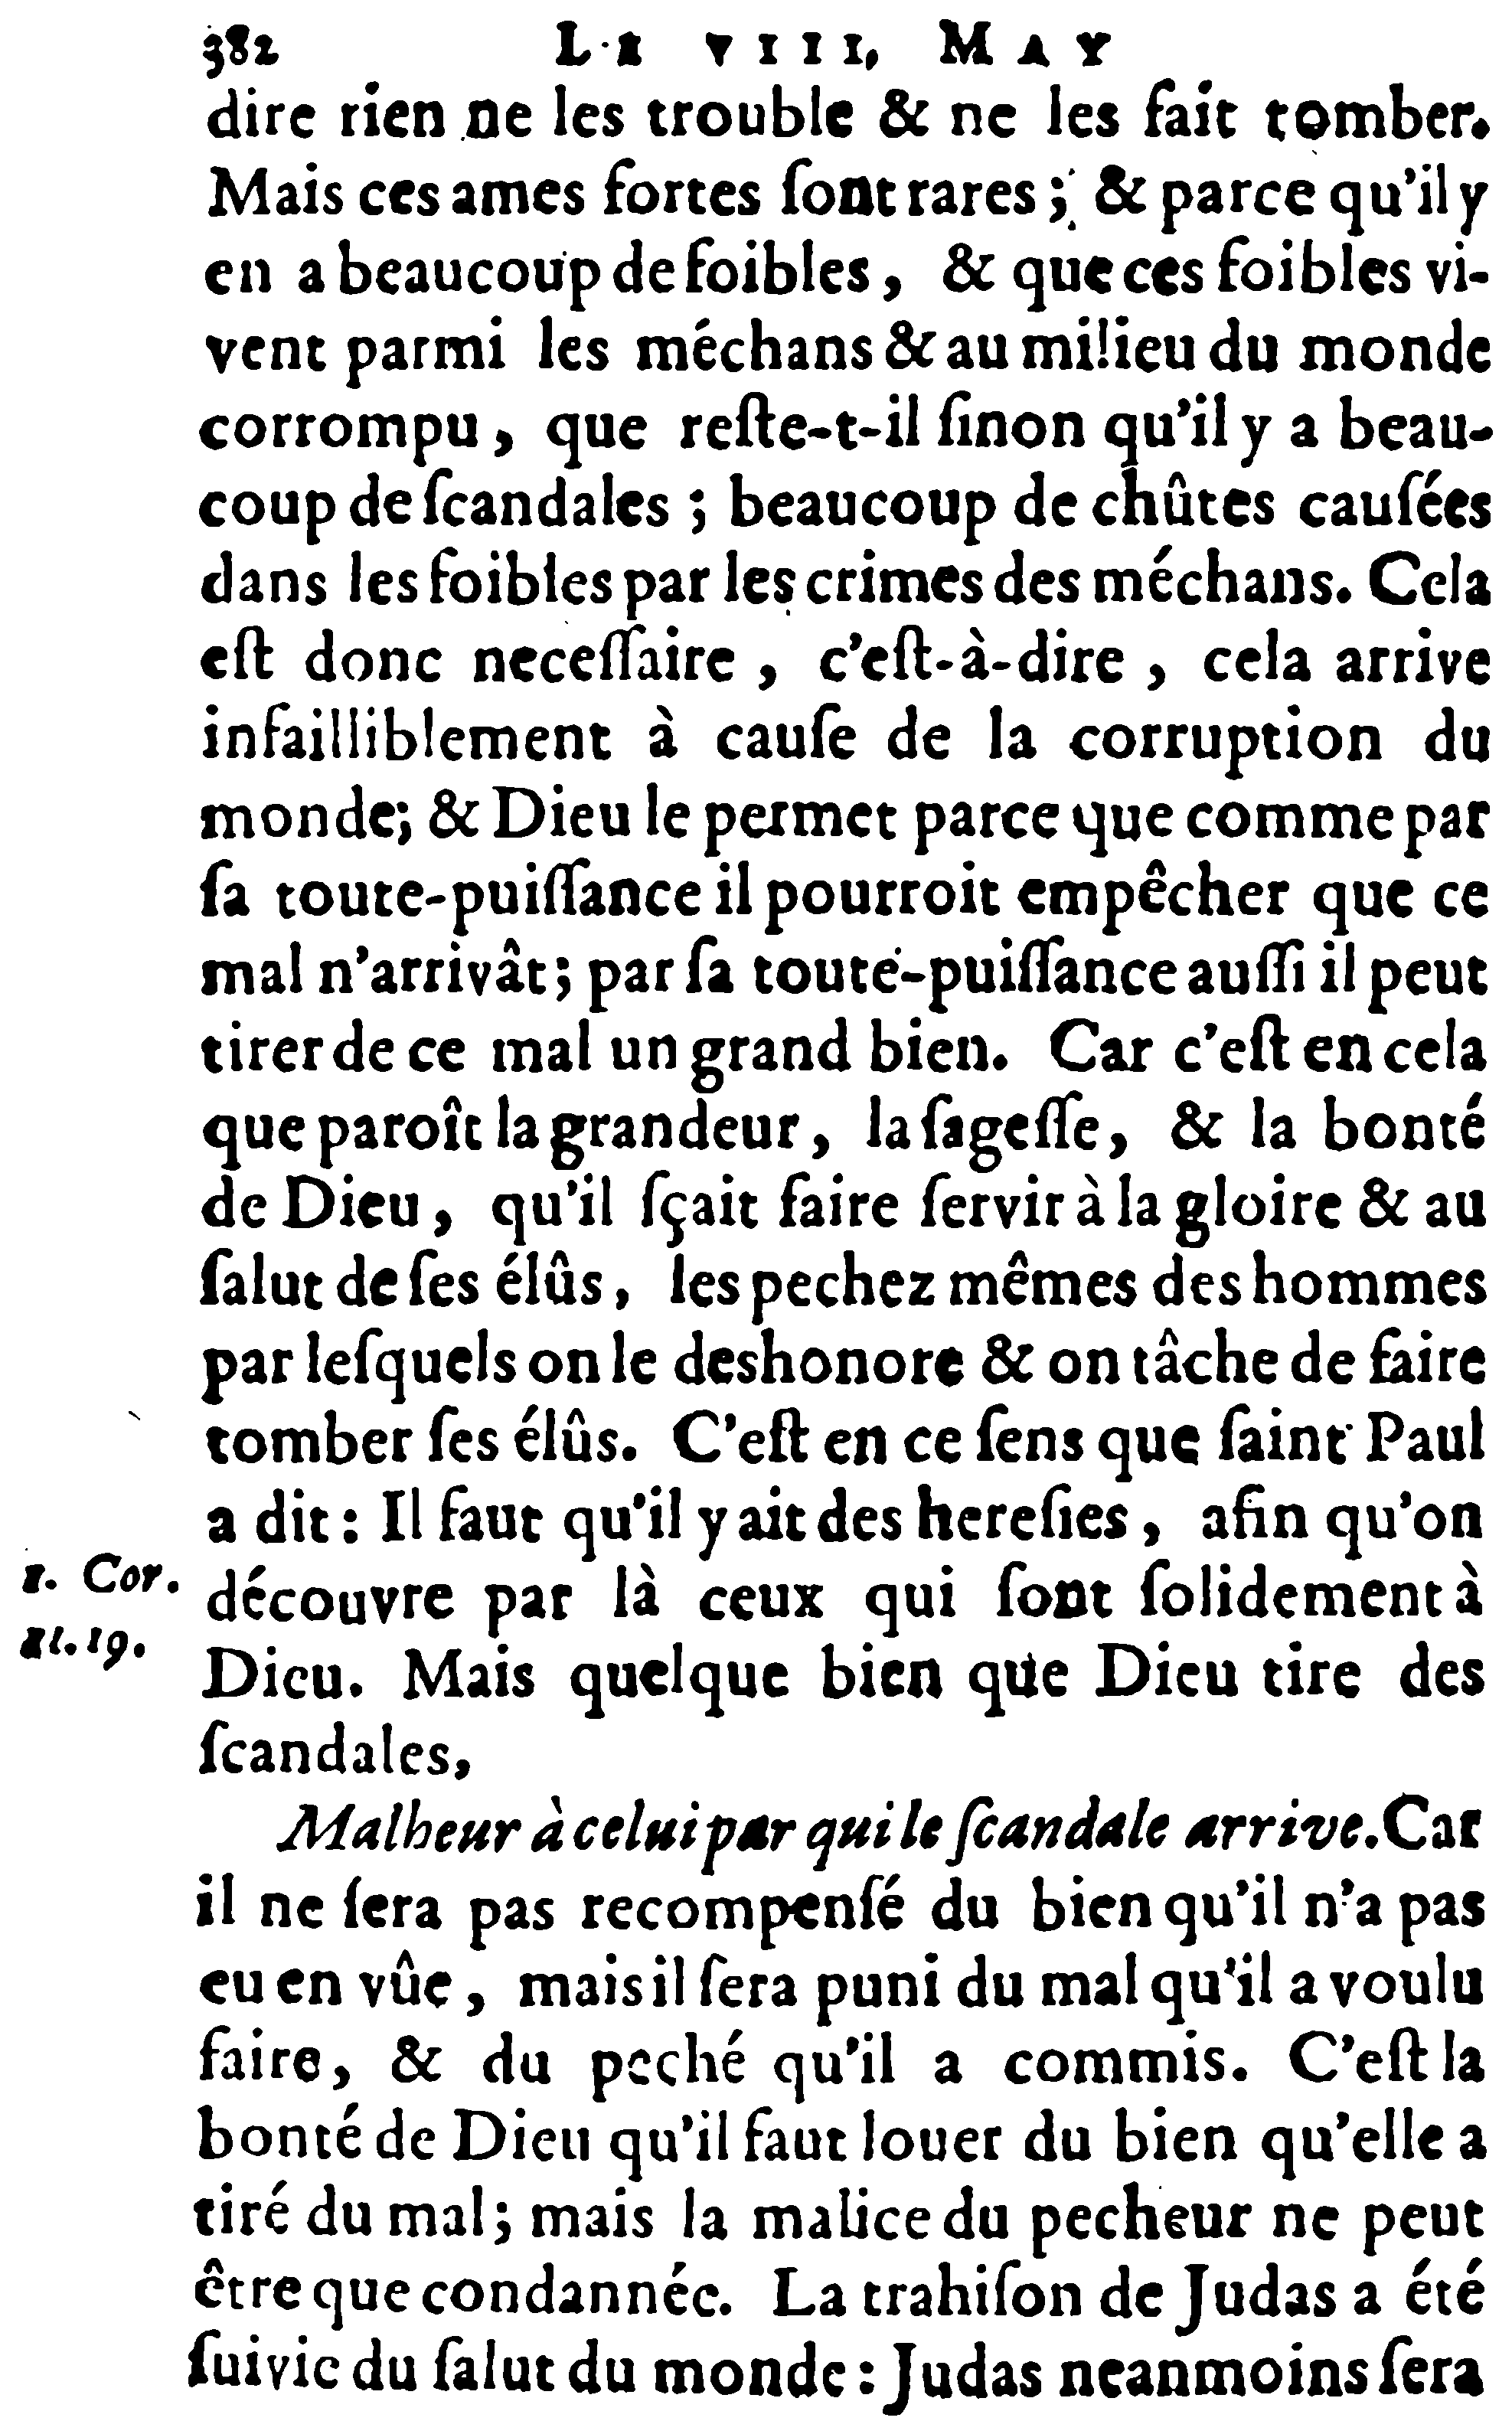 382 LE VIII, MAY
dire rien ne les trouble & ne les fait tomber.
Mais ces ames fortes ſont rares ; & parce qu'il y
en a beaucoup de foibles, & que ces foibles vi-
vent parmi les méchans & au milieu du monde
corrompu, que reſte-t-il ſinon qu'il y a beau-
coup de ſcandales ; beaucoup de chûtes cauſées
dans les foibles par les crimes des méchans. Cela
eſt donc neceſſaire, c'eſt-à-dire, cela arrive
infailliblement à cauſe de la corruption du
monde; & Dieu le permet parce que comme par
ſa toute-puiſſance il pourroit empêcher que ce
mal n'arrivât; par ſa toute-puiſſance auſſi il peut
tirer de ce mal un grand bien. Car c'eſt en cela
que paroît la grandeur, la ſageſſe, & la bonté
de Dieu, qu'il ſçait faire ſervir à la gloire & au
ſalut de ſes élûs, les pechez mêmes des hommes
par leſquels on le deshonore & on tâche de faire
tomber ſes élûs. C'eſt en ce ſens que ſaint Paul
a dit : Il faut qu'il y ait des hereſies, afin qu'on
1. Cor. découvre par là ceux qui ſont ſolidement à
11.19. Dieu. Mais quelque bien que Dieu tire des
ſcandales,
Malheur à celui par qui le ſcandale arrive. Car
il ne ſera pas recompenſé du bien qu'il n'a pas
eu en vûe, mais il ſera puni du mal qu'il a voulu
faire, & du peché qu'il a commis. C'eſt la
bonté de Dieu qu'il faut louer du bien qu'elle a
tiré du mal; mais la malice du pecheur ne peut
être que condannée. La trahiſon de Judas a été
ſuivie du ſalut du monde : Judas neanmoins ſera